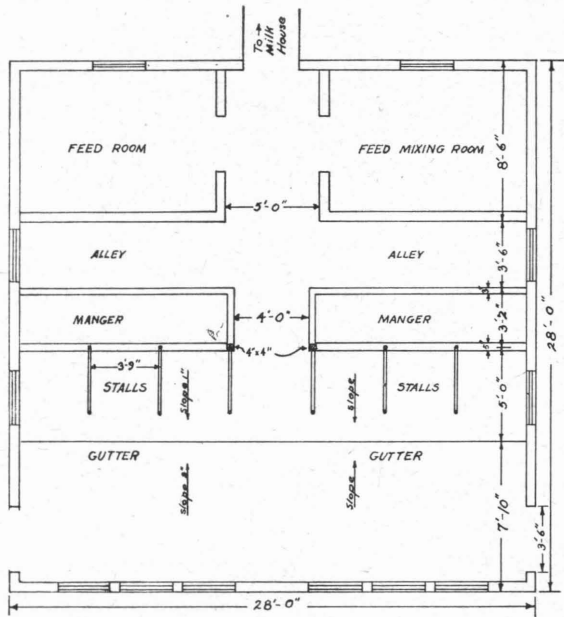 To →
Milk
House
FEED ROOM
FEED MIXING ROOM
8'-6"
5'-0"
ALLEY
ALLEY
3'-6"
28'-0"
MANGER
4'-0"
MANGER
3'-2"
4"x4"
3'-9"
STALLS
Slope 1"
Slope
STALLS
5'-0"
GUTTER
GUTTER
Slope
7'-10"
3'-6"
28'-0"